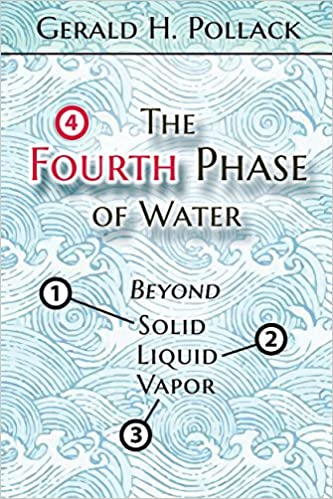 Gerald H. Pollack
4 The
Fourth Phase
of Water
Beyond
1 Solid
Liquid 2
Vapor
3